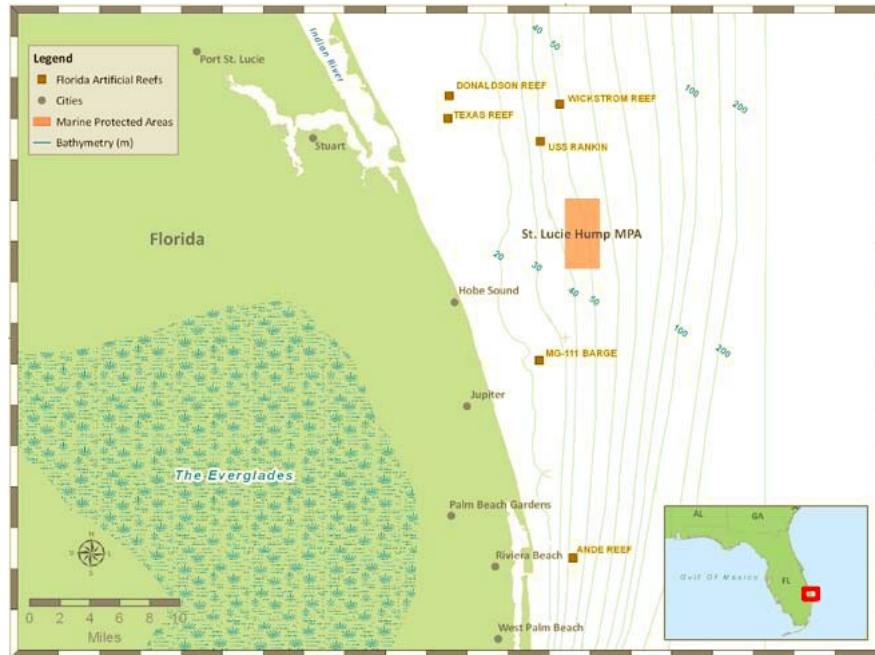 Legend
Florida Artificial Reefs
Cities
Marine Protected Areas
Bathymetry (m)
Port St. Lucie
Indian River
40
50
DONALDSON REEF
WICKSTROM REEF
100
200
TEXAS REEF
Stuart
USS RANKIN
Florida
St. Lucie Hump MPA
20
30
40
50
Hobe Sound
100
200
MG-111 BARGE
Jupiter
The Everglades
Palm Beach Gardens
ANDE REEF
Riviera Beach
West Palm Beach
N
S
0 2 4 6 8 10
Miles
AL
GA
Gulf Of Mexico
FL